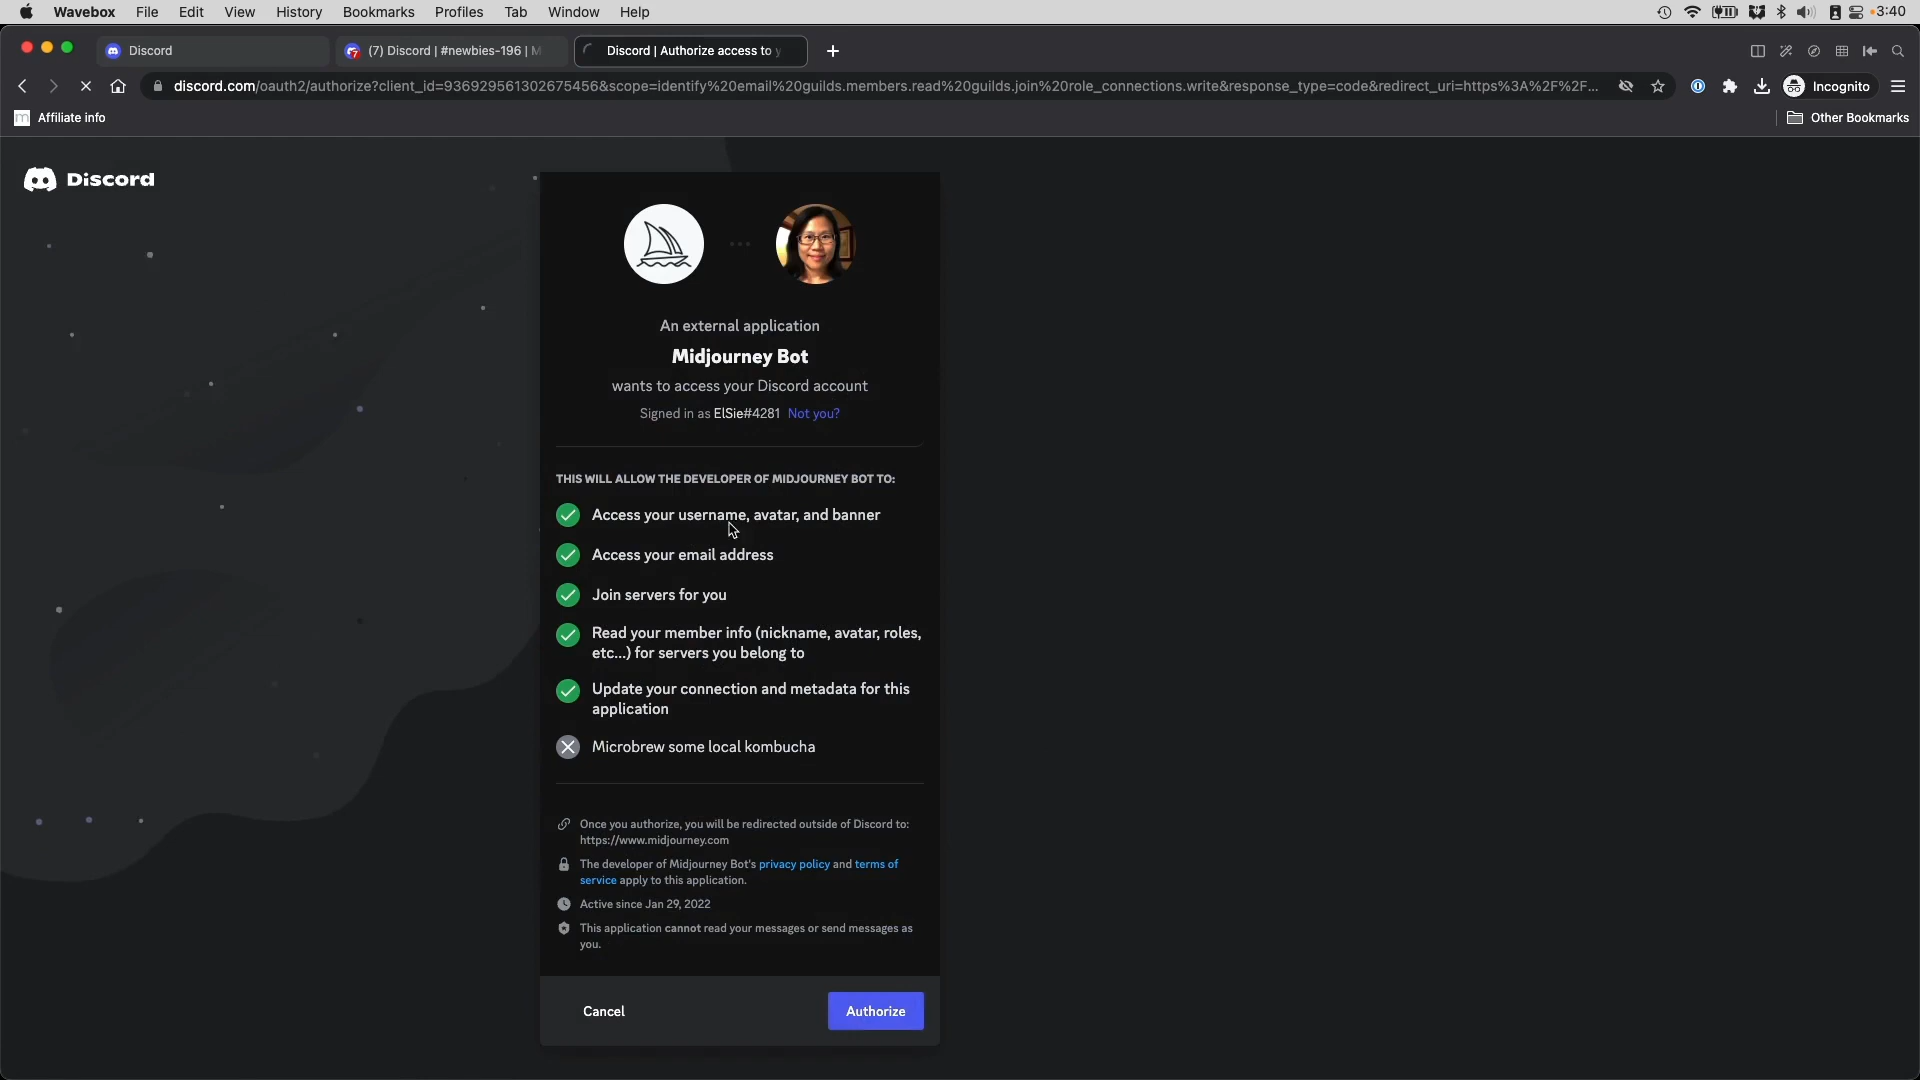 Wavebox File Edit View History Bookmarks Profiles Tab Window Help 3:40
Discord (7) Discord | #newbies-196 | M Discord | Authorize access to y
discord.com/oauth2/authorize?client_id=936929561302675456&scope=identify%20email%20guilds.members.read%20guilds.join%20role_connections.write&response_type=code&redirect_uri=https%3A%2F%2F... Incognito
Affiliate info Other Bookmarks
Discord
An external application
Midjourney Bot
wants to access your Discord account
Signed in as ElSie#4281 Not you?
THIS WILL ALLOW THE DEVELOPER OF MIDJOURNEY BOT TO:
Access your username, avatar, and banner
Access your email address
Join servers for you
Read your member info (nickname, avatar, roles,
etc...) for servers you belong to
Update your connection and metadata for this
application
Microbrew some local kombucha
Once you authorize, you will be redirected outside of Discord to:
https://www.midjourney.com
The developer of Midjourney Bot's privacy policy and terms of
service apply to this application.
Active since Jan 29, 2022
This application cannot read your messages or send messages as
you.
Cancel Authorize